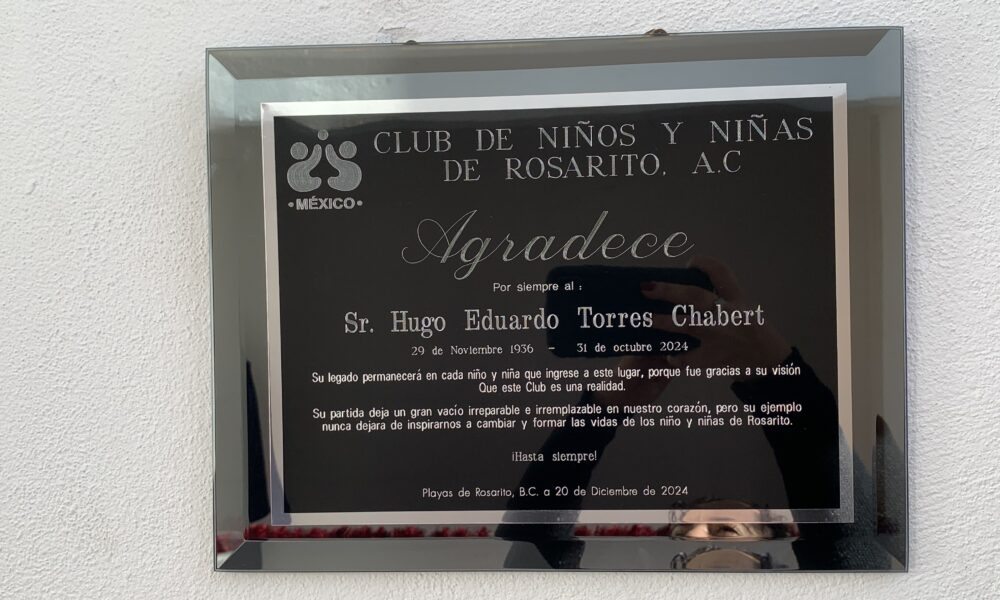 CLUB DE NIÑOS Y NIÑAS
DE ROSARITO. A.C
•MÉXICO•
Agradece
Por siempre al :
Sr. Hugo Eduardo Torres Chabert
29 de Noviembre 1936 – 31 de octubre 2024
Su legado permanecerá en cada niño y niña que ingrese a este lugar, porque fue gracias a su visión
Que este Club es una realidad.
Su partida deja un gran vacío irreparable e irremplazable en nuestro corazón, pero su ejemplo
nunca dejara de inspirarnos a cambiar y formar las vidas de los niño y niñas de Rosarito.
¡Hasta siempre!
Playas de Rosarito, B.C. a 20 de Diciembre de 2024